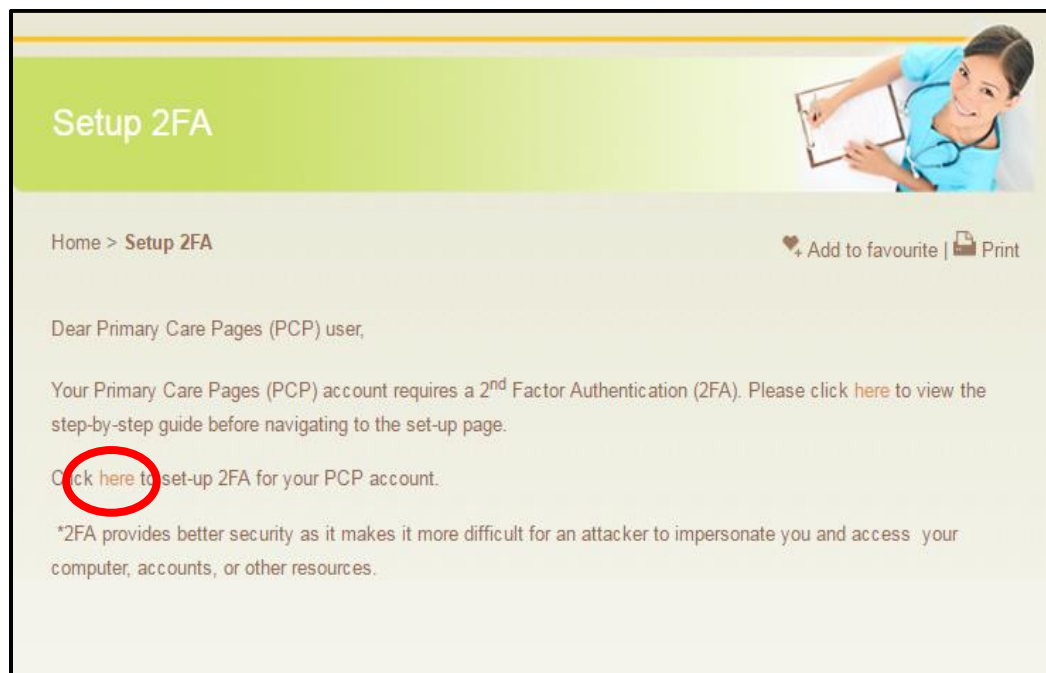 Setup 2FA
Home > Setup 2FA
Add to favourite | Print
Dear Primary Care Pages (PCP) user,
Your Primary Care Pages (PCP) account requires a 2nd Factor Authentication (2FA). Please click here to view the
step-by-step guide before navigating to the set-up page.
Click here to set-up 2FA for your PCP account.
*2FA provides better security as it makes it more difficult for an attacker to impersonate you and access your
computer, accounts, or other resources.